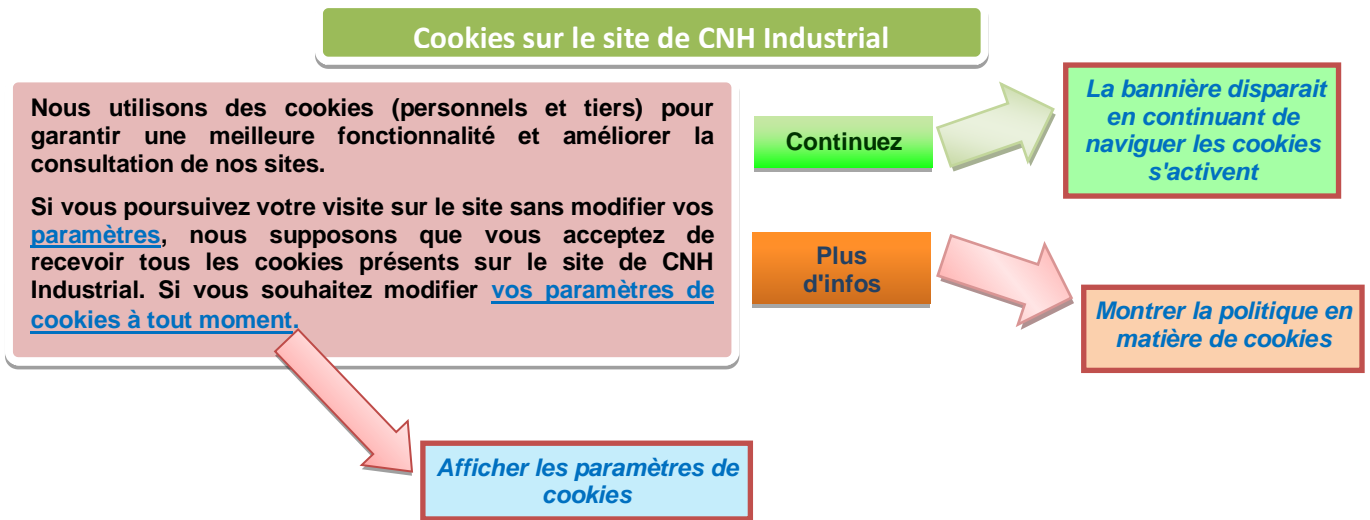 Cookies sur le site de CNH Industrial
Nous utilisons des cookies (personnels et tiers) pour
garantir une meilleure fonctionnalité et améliorer la
consultation de nos sites.
Si vous poursuivez votre visite sur le site sans modifier vos
paramètres, nous supposons que vous acceptez de
recevoir tous les cookies présents sur le site de CNH
Industrial. Si vous souhaitez modifier vos paramètres de
cookies à tout moment.
Continuez
La bannière disparait
en continuant de
naviguer les cookies
s'activent
Plus
d'infos
Montrer la politique en
matière de cookies
Afficher les paramètres de
cookies